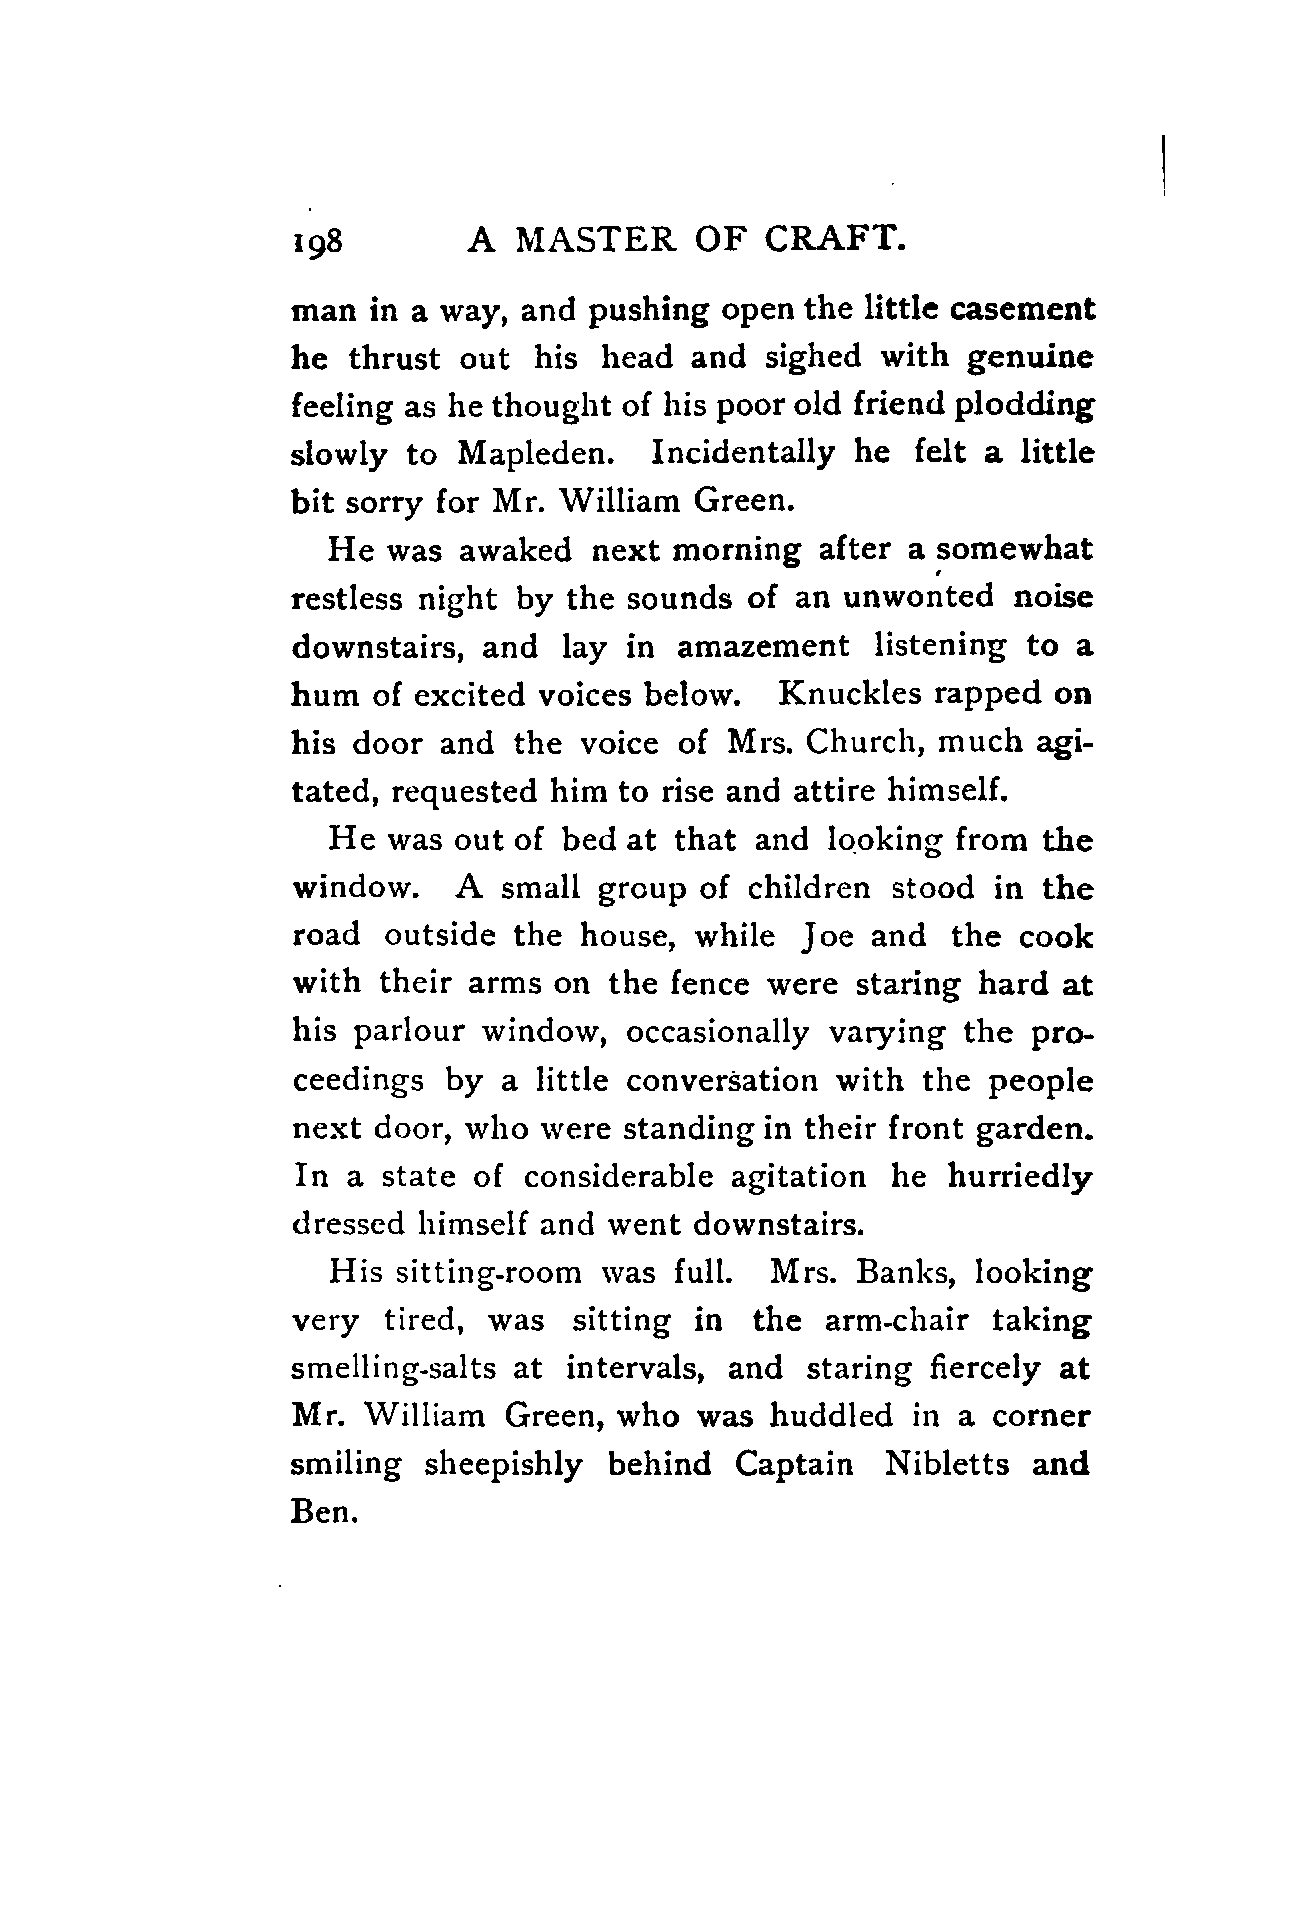 198 A MASTER OF CRAFT.
man in a way, and pushing open the little casement
he thrust out his head and sighed with genuine
feeling as he thought of his poor old friend plodding
slowly to Mapleden. Incidentally he felt a little
bit sorry for Mr. William Green.
He was awaked next morning after a somewhat
restless night by the sounds of an unwonted noise
downstairs, and lay in amazement listening to a
hum of excited voices below. Knuckles rapped on
his door and the voice of Mrs. Church, much agi-
tated, requested him to rise and attire himself.
He was out of bed at that and looking from the
window. A small group of children stood in the
road outside the house, while Joe and the cook
with their arms on the fence were staring hard at
his parlour window, occasionally varying the pro-
ceedings by a little conversation with the people
next door, who were standing in their front garden.
In a state of considerable agitation he hurriedly
dressed himself and went downstairs.
His sitting-room was full. Mrs. Banks, looking
very tired, was sitting in the arm-chair taking
smelling-salts at intervals, and staring fiercely at
Mr. William Green, who was huddled in a corner
smiling sheepishly behind Captain Nibletts and
Ben.